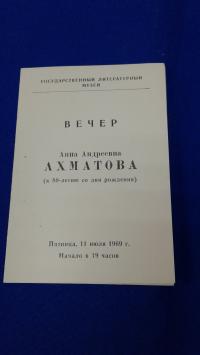 ГОСУДАРСТВЕННЫЙ ЛИТЕРАТУРНЫЙ
МУЗЕЙ
ВЕЧЕР
Анна Андреевна
АХМАТОВА
(к 80-летию со дня рождения)
Пятница, 11 июля 1969 г.
Начало в 19 часов